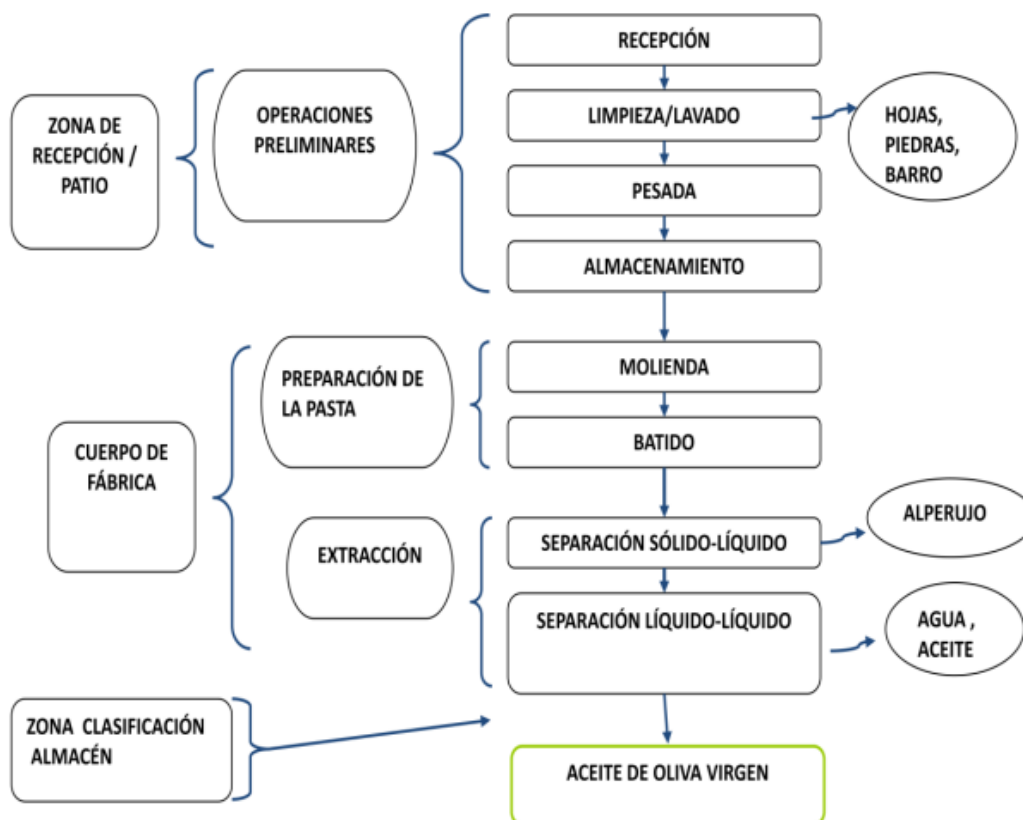 RECEPCIÓN
ZONA DE
RECEPCIÓN /
PATIO
OPERACIONES
PRELIMINARES
LIMPIEZA/LAVADO
HOJAS,
PIEDRAS,
BARRO
PESADA
ALMACENAMIENTO
PREPARACIÓN DE
LA PASTA
MOLIENDA
BATIDO
CUERPO DE
FÁBRICA
EXTRACCIÓN
SEPARACIÓN SÓLIDO-LÍQUIDO
ALPERUJO
SEPARACIÓN LÍQUIDO-LÍQUIDO
AGUA ,
ACEITE
ZONA CLASIFICACIÓN
ALMACÉN
ACEITE DE OLIVA VIRGEN